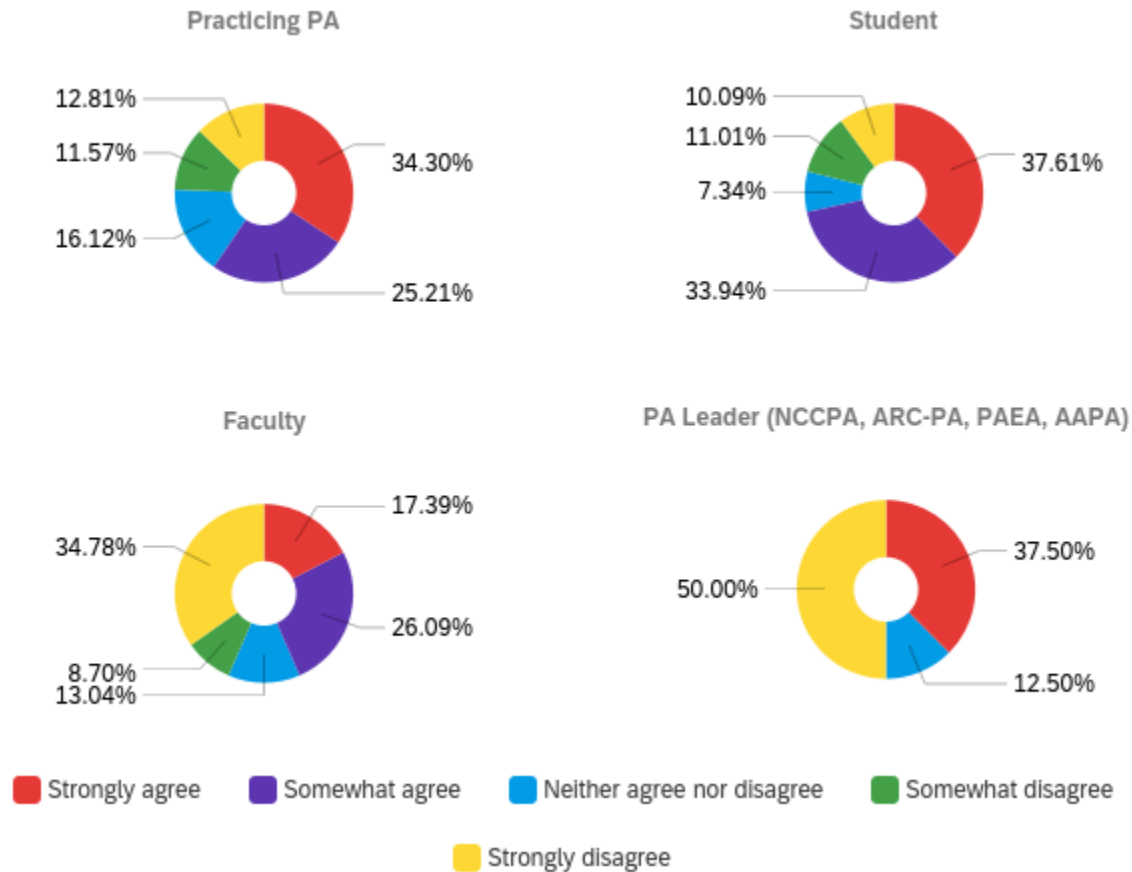 Practicing PA
12.81%
11.57%
16.12%
34.30%
25.21%
Student
10.09%
11.01%
7.34%
33.94%
37.61%
Faculty
34.78%
8.70%
13.04%
17.39%
26.09%
PA Leader (NCCPA, ARC-PA, PAEA, AAPA)
50.00%
37.50%
12.50%
Strongly agree
Somewhat agree
Neither agree nor disagree
Somewhat disagree
Strongly disagree